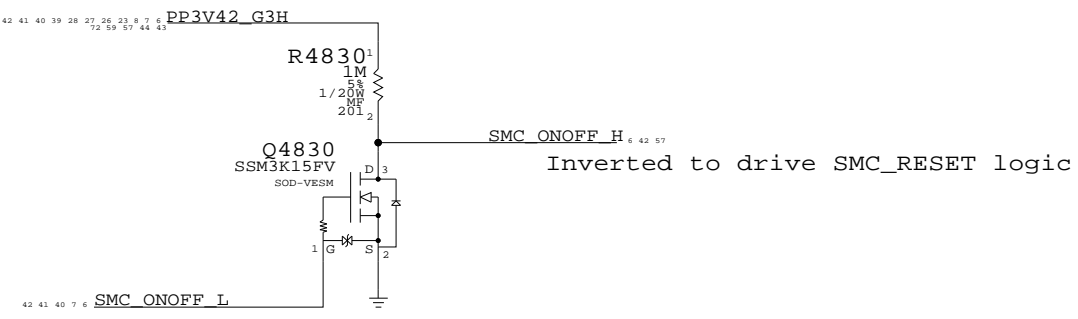 42 41 40 39 28 27 26 23 8 7 6 PP3V42_G3H
72 59 57 44 43
R4830 1
1M
5%
1/20W
MF
201 2
SMC_ONOFF_H 6 42 57
Inverted to drive SMC_RESET logic
Q4830
SSM3K15FV
SOD-VESM
D 3
1 G S 2
42 41 40 7 6 SMC_ONOFF_L